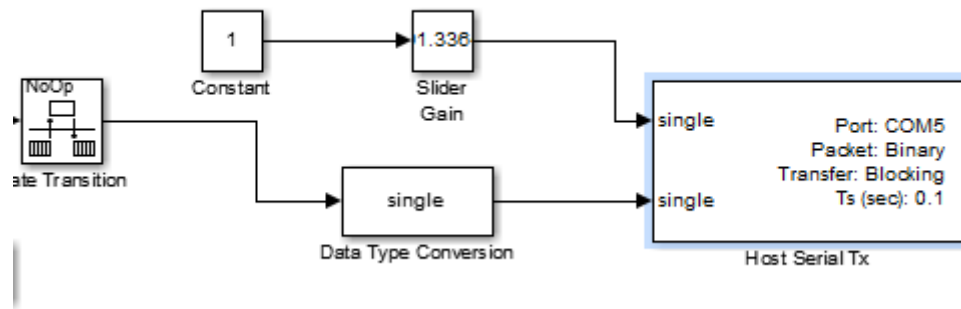 1
Constant
1.336
Slider
Gain
NoOp
ate Transition
single
Data Type Conversion
single
single
Port: COM5
Packet: Binary
Transfer: Blocking
Ts (sec): 0.1
Host Serial Tx